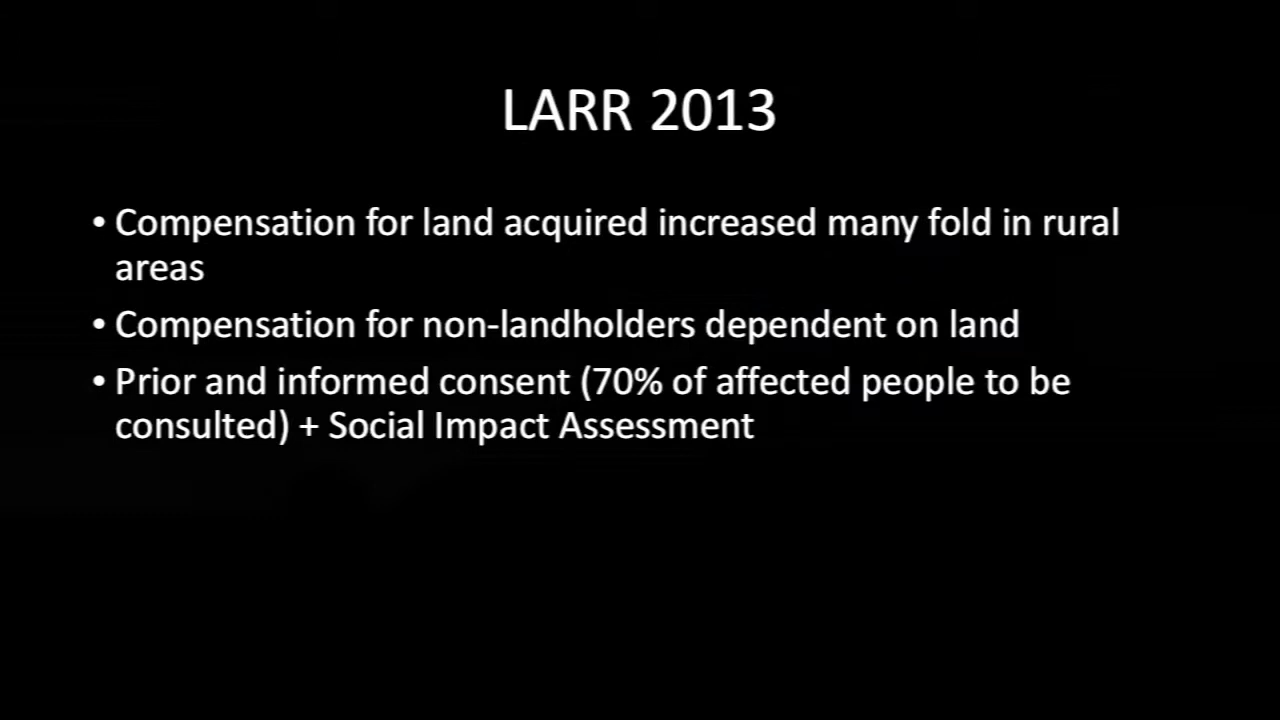 LARR 2013
• Compensation for land acquired increased many fold in rural
areas
• Compensation for non-landholders dependent on land
• Prior and informed consent (70% of affected people to be
consulted) + Social Impact Assessment